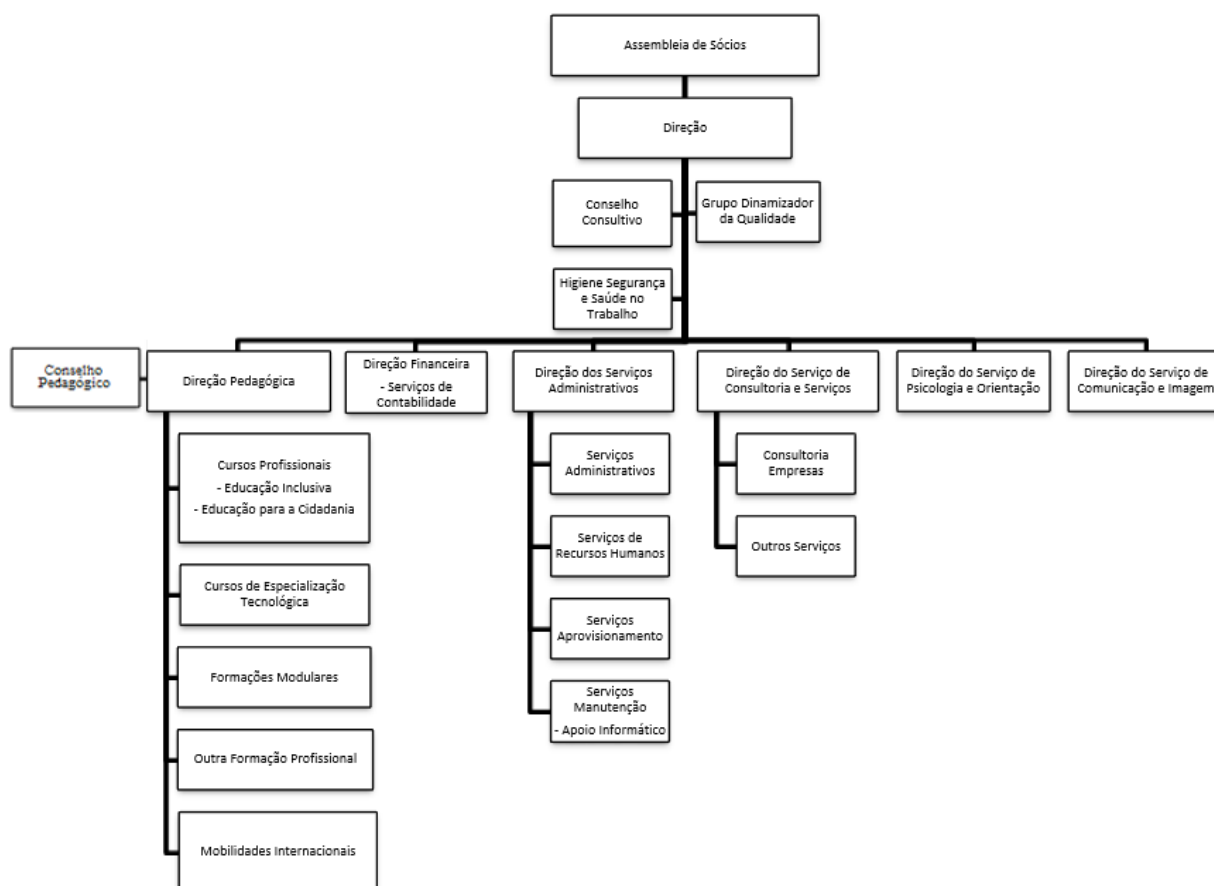 Assembleia de Sócios
Direção
Conselho
Consultivo
Grupo Dinamizador
da Qualidade
Higiene Segurança
e Saúde no
Trabalho
Conselho
Pedagógico
Direção Pedagógica
Direção Financeira
- Serviços de
Contabilidade
Direção dos Serviços
Administrativos
Direção do Serviço de
Consultoria e Serviços
Direção do Serviço de
Psicologia e Orientação
Direção do Serviço de
Comunicação e Imagem
Cursos Profissionais
- Educação Inclusiva
- Educação para a Cidadania
Cursos de Especialização
Tecnológica
Formações Modulares
Outra Formação Profissional
Mobilidades Internacionais
Serviços
Administrativos
Serviços de
Recursos Humanos
Serviços
Aprovisionamento
Serviços
Manutenção
- Apoio Informático
Consultoria
Empresas
Outros Serviços